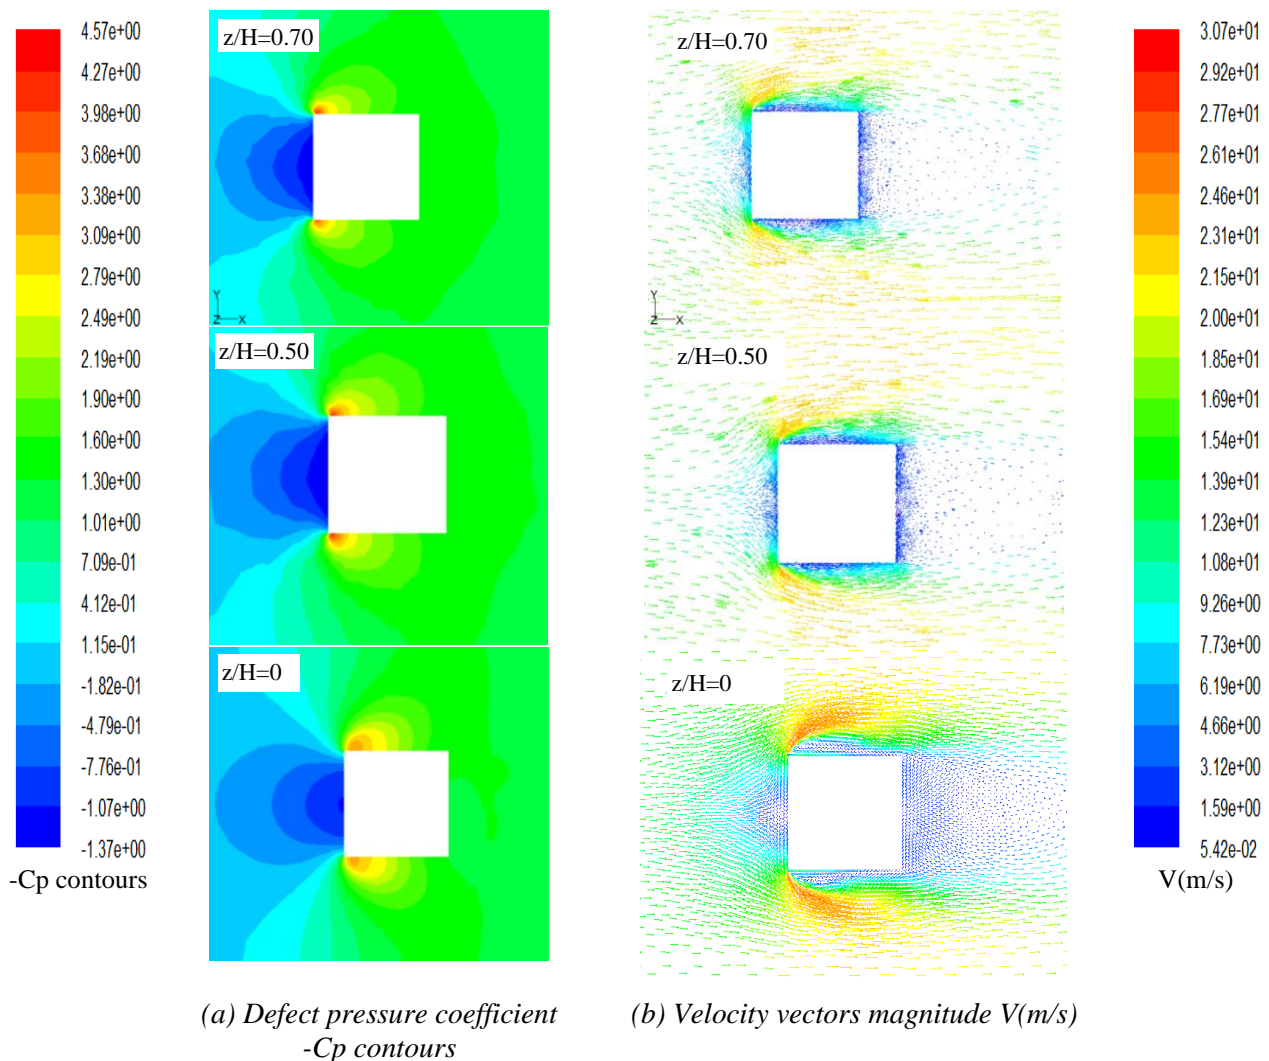 4.57e+00
4.27e+00
3.98e+00
3.68e+00
3.38e+00
3.09e+00
2.79e+00
2.49e+00
2.19e+00
1.90e+00
1.60e+00
1.30e+00
1.01e+00
7.09e-01
4.12e-01
1.15e-01
-1.82e-01
-4.79e-01
-7.76e-01
-1.07e+00
-1.37e+00
-Cp contours
z/H=0.70
Y
Z X
z/H=0.50
z/H=0
z/H=0.70
Y
Z X
z/H=0.50
z/H=0
3.07e+01
2.92e+01
2.77e+01
2.61e+01
2.46e+01
2.31e+01
2.15e+01
2.00e+01
1.85e+01
1.69e+01
1.54e+01
1.39e+01
1.23e+01
1.08e+01
9.26e+00
7.73e+00
6.19e+00
4.66e+00
3.12e+00
1.59e+00
5.42e-02
V(m/s)
(a) Defect pressure coefficient
-Cp contours
(b) Velocity vectors magnitude V(m/s)